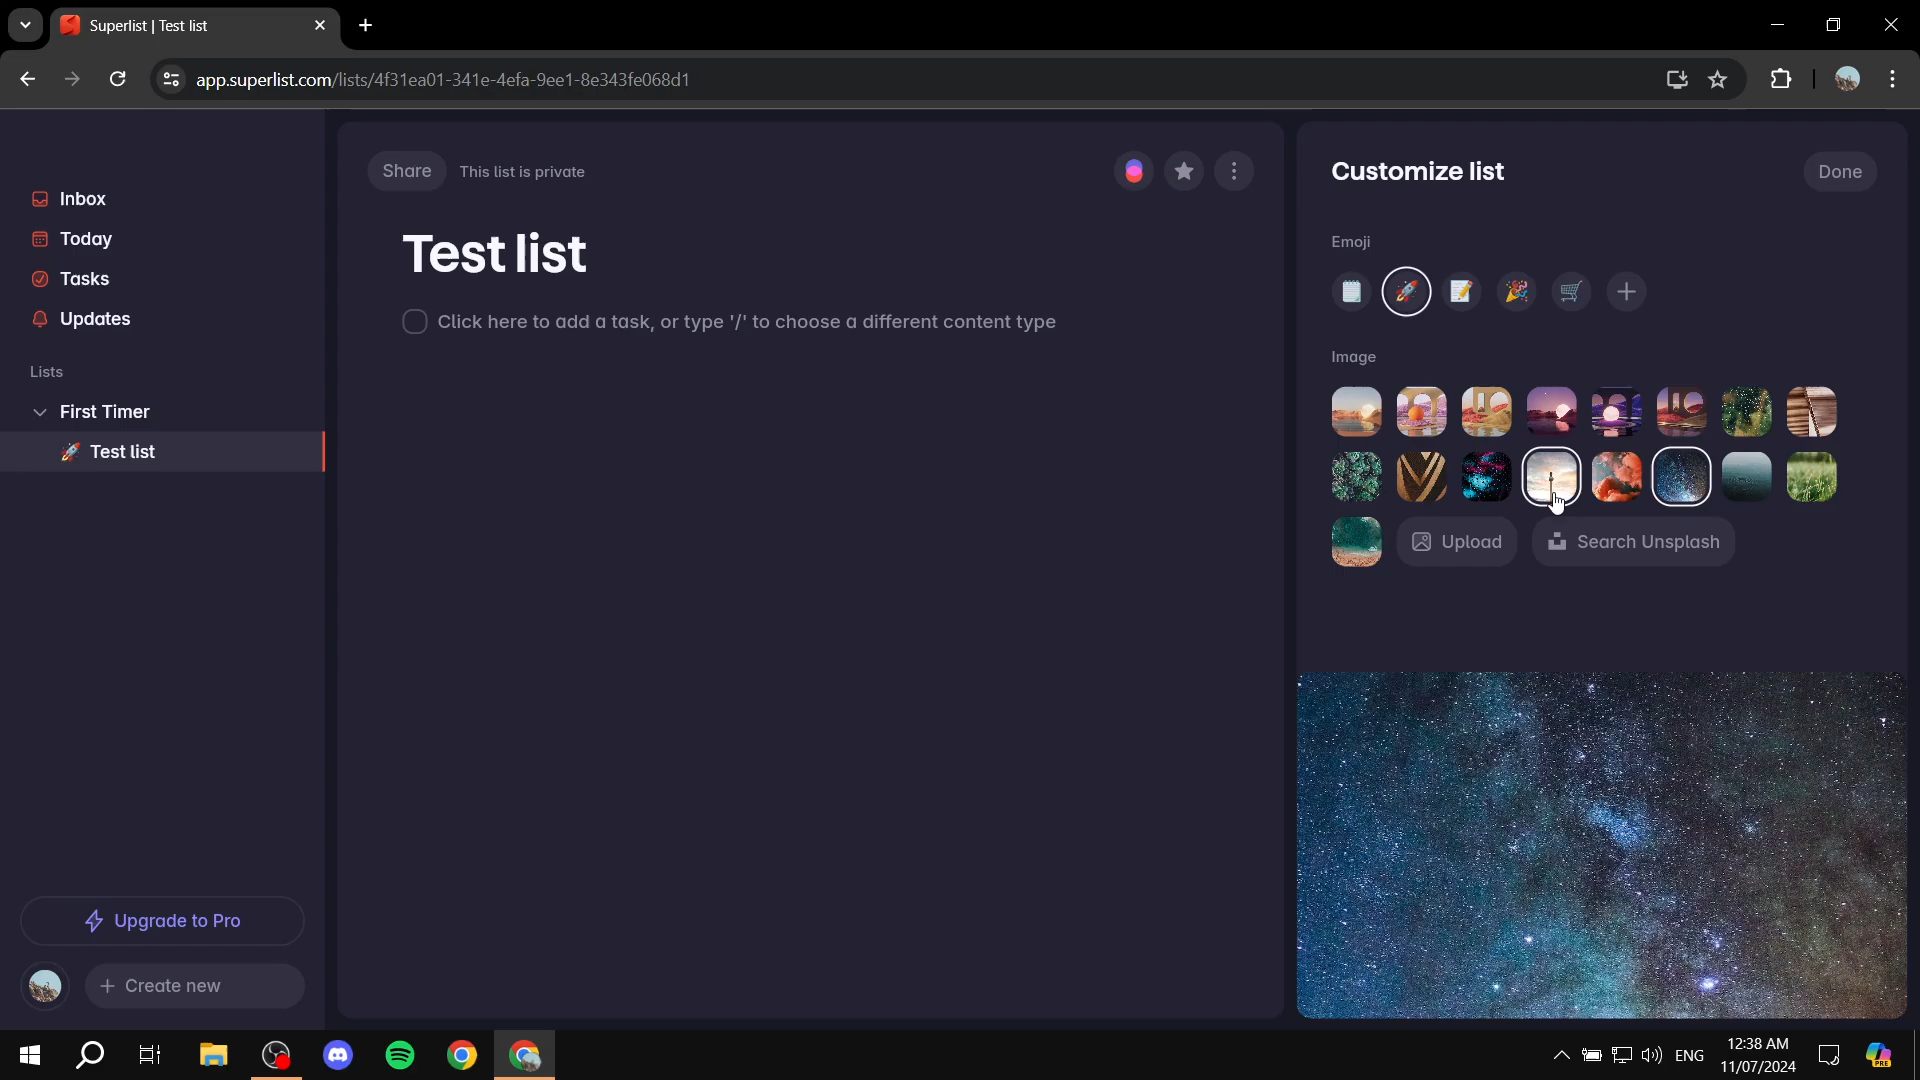 Superlist | Test list
app.superlist.com/lists/4f31ea01-341e-4efa-9ee1-8e343fe068d1
Inbox
Today
Tasks
Updates
Lists
First Timer
Test list
Upgrade to Pro
Create new
Share
This list is private
Test list
Click here to add a task, or type '/' to choose a different content type
Customize list
Done
Emoji
Image
Upload
Search Unsplash
ENG
12:38 AM
11/07/2024
PRE